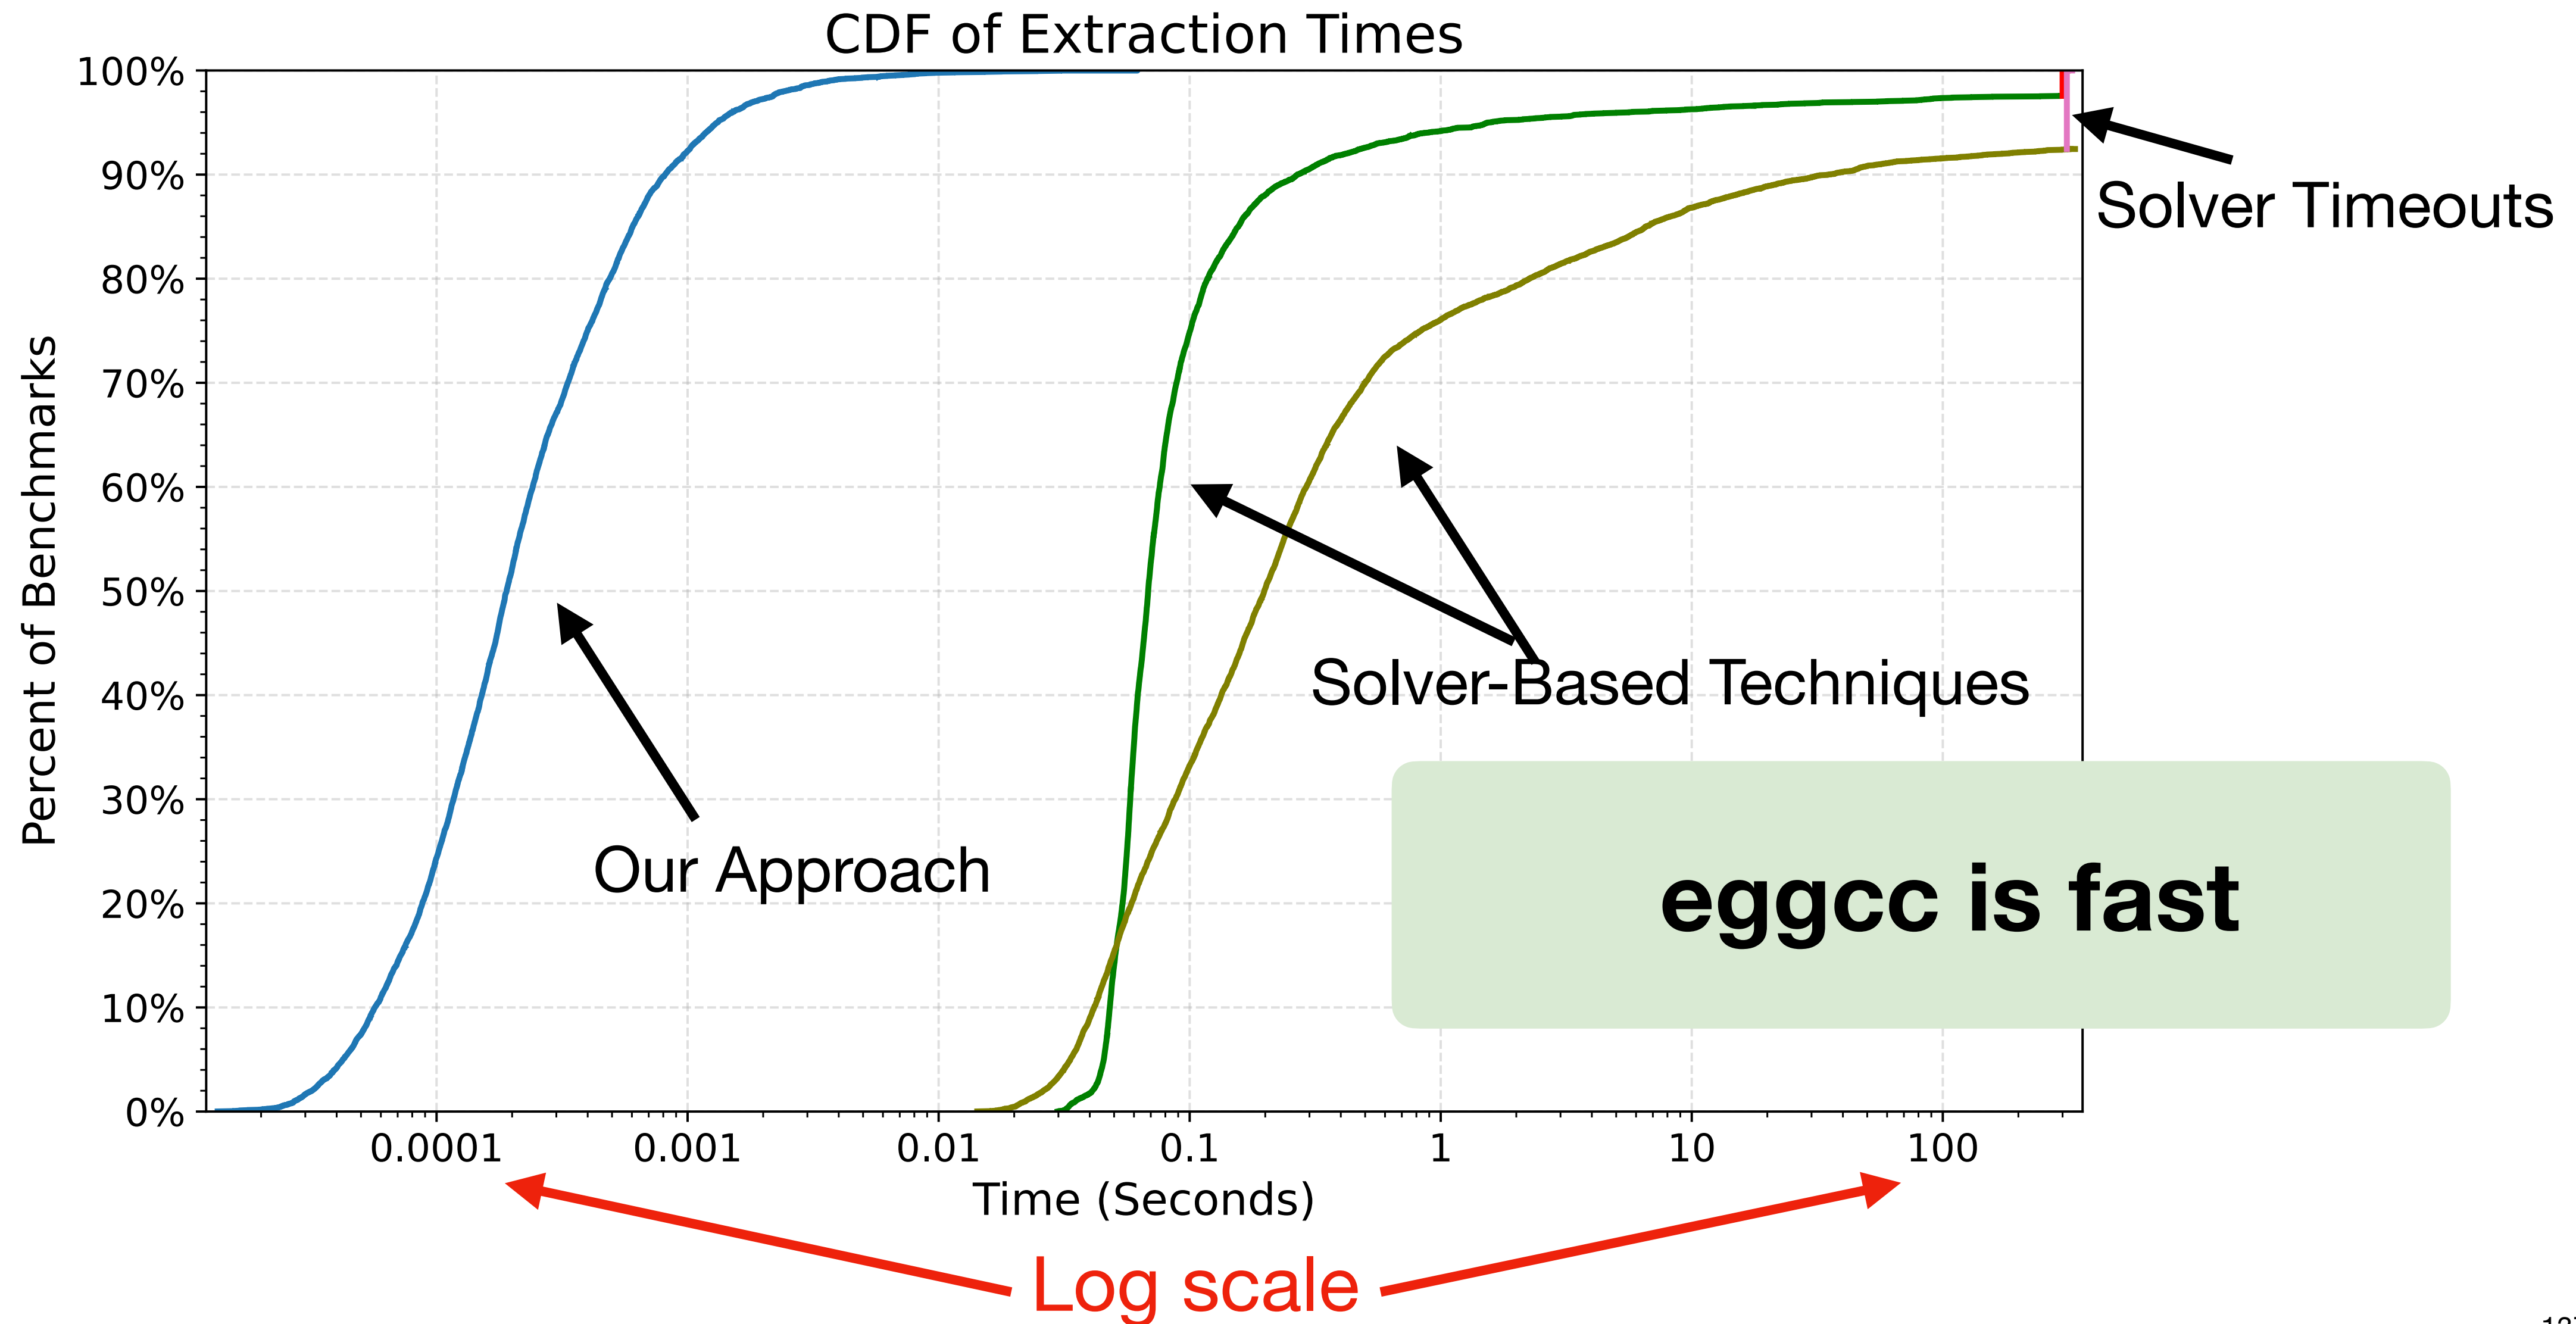 CDF of Extraction Times
Percent of Benchmarks
100%
90%
80%
70%
60%
50%
40%
30%
20%
10%
0%
Solver Timeouts
Solver-Based Techniques
Our Approach
eggcc is fast
0.0001
0.001
0.01
0.1
1
10
100
Time (Seconds)
Log scale